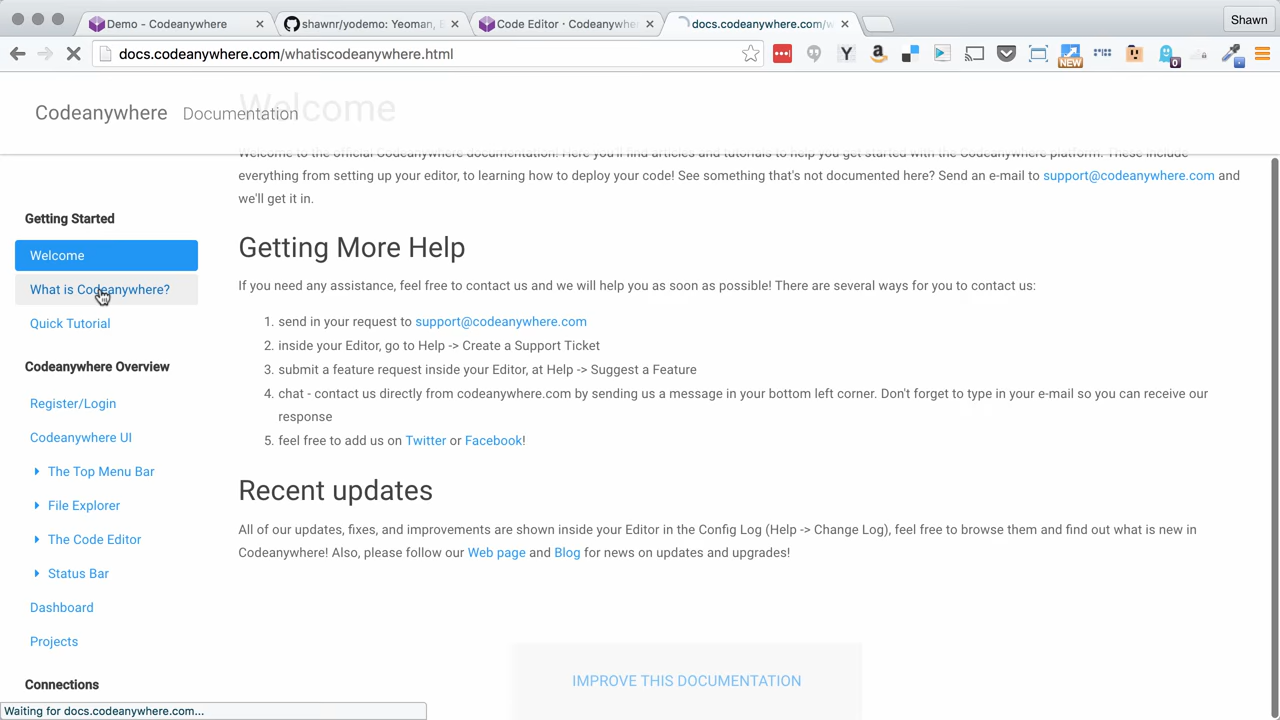 Demo - Codeanywhere
shawnr/yodemo: Yeoman, E
Code Editor · Codeanywhe
docs.codeanywhere.com/w
Shawn
docs.codeanywhere.com/whatiscodeanywhere.html
Y
a
NEW
0
Codeanywhere Documentation
Welcome
Welcome to the official Codeanywhere documentation! Here you'll find articles and tutorials to help you get started with the Codeanywhere platform. These include
everything from setting up your editor, to learning how to deploy your code! See something that's not documented here? Send an e-mail to support@codeanywhere.com and
we'll get it in.
Getting Started
Welcome
What is Codeanywhere?
Quick Tutorial
Codeanywhere Overview
Register/Login
Codeanywhere UI
The Top Menu Bar
File Explorer
The Code Editor
Status Bar
Dashboard
Projects
Connections
Getting More Help
If you need any assistance, feel free to contact us and we will help you as soon as possible! There are several ways for you to contact us:
1. send in your request to support@codeanywhere.com
2. inside your Editor, go to Help -> Create a Support Ticket
3. submit a feature request inside your Editor, at Help -> Suggest a Feature
4. chat - contact us directly from codeanywhere.com by sending us a message in your bottom left corner. Don't forget to type in your e-mail so you can receive our
response
5. feel free to add us on Twitter or Facebook!
Recent updates
All of our updates, fixes, and improvements are shown inside your Editor in the Config Log (Help -> Change Log), feel free to browse them and find out what is new in
Codeanywhere! Also, please follow our Web page and Blog for news on updates and upgrades!
IMPROVE THIS DOCUMENTATION
Waiting for docs.codeanywhere.com...